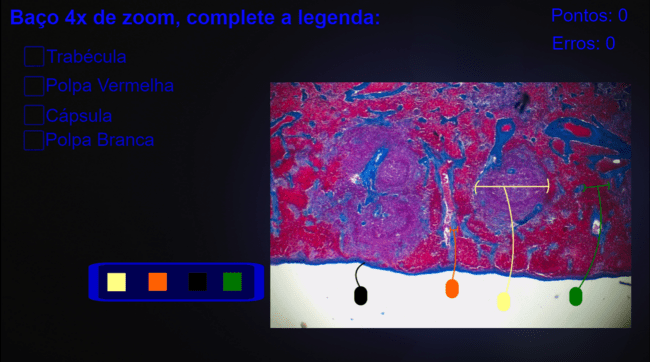 Baço 4x de zoom, complete a legenda:
Pontos: 0
Erros: 0
Trabécula
Polpa Vermelha
Cápsula
Polpa Branca